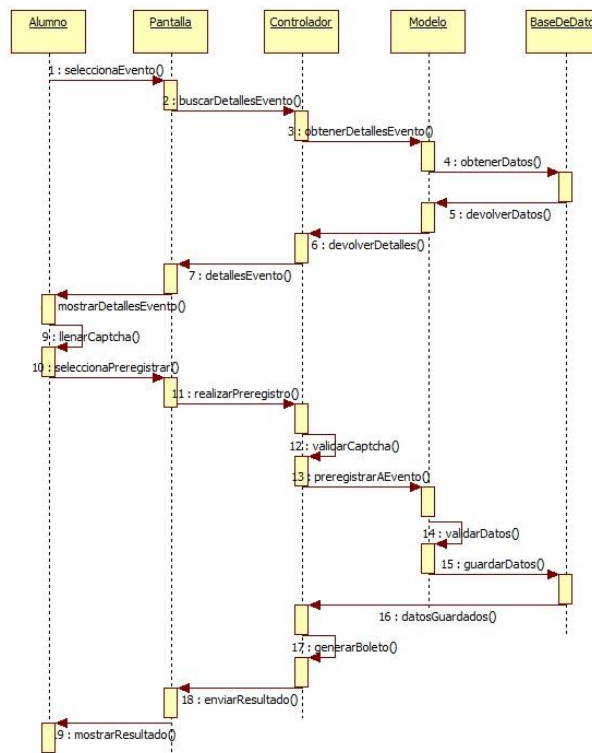 Alumno
Pantalla
Controlador
Modelo
BaseDeDato
1 : seleccionaEvento()
2 : buscarDetallesEvento()
3 : obtenerDetallesEvento()
4 : obtenerDatos()
5 : devolverDatos()
6 : devolverDetalles()
7 : detallesEvento()
mostrarDetallesEvento()
9 : llenarCaptcha()
10 : seleccionaPreregistrar()
11 : realizarPreregistro()
12 : validarCaptcha()
13 : preregistrarAEvento()
14 : validarDatos()
15 : guardarDatos()
16 : datosGuardados()
17 : generarBoleto()
18 : enviarResultado()
19 : mostrarResultado()